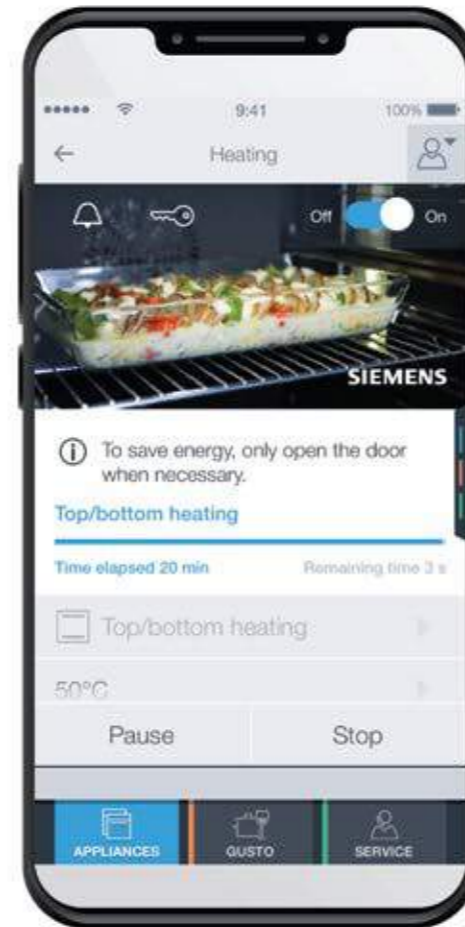 9:41 100%
Heating
Off On
SIEMENS
To save energy, only open the door
when necessary.
Top/bottom heating
Time elapsed 20 min Remaining time 3 s
Top/bottom heating
50°C
Pause Stop
APPLIANCES GUSTO SERVICE